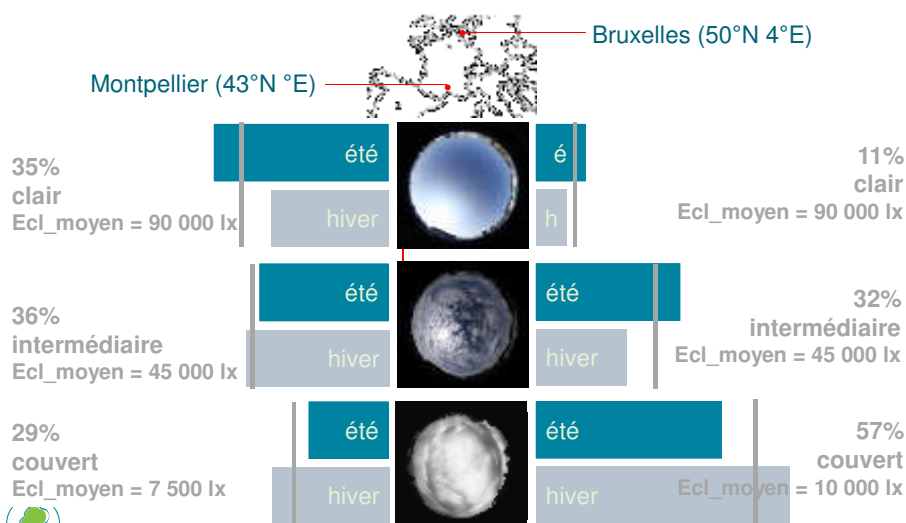 Bruxelles (50°N 4°E)
Montpellier (43°N °E)
35%
clair
Ecl_moyen = 90 000 lx
été
hiver
é
h
11%
clair
Ecl_moyen = 90 000 lx
36%
intermédiaire
Ecl_moyen = 45 000 lx
été
hiver
été
hiver
32%
intermédiaire
Ecl_moyen = 45 000 lx
29%
couvert
Ecl_moyen = 7 500 lx
été
hiver
été
hiver
57%
couvert
Ecl_moyen = 10 000 lx